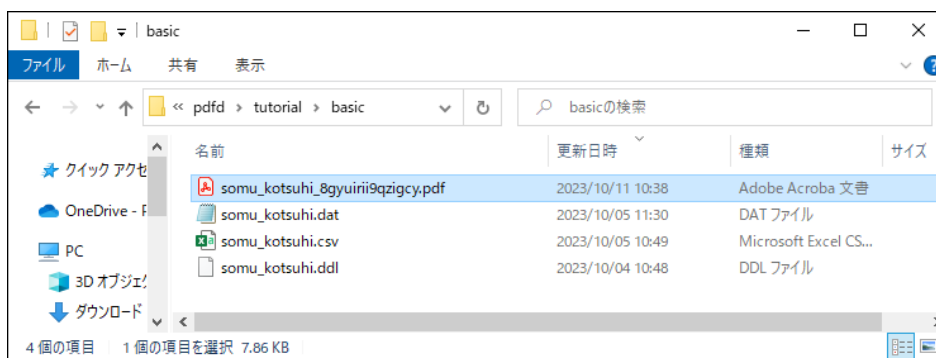 basic
ファイル ホーム 共有 表示 ?
« pdfd > tutorial > basic basicの検索
名前 更新日時 種類 サイズ
クイック アクセ
somu_kotsuhi_8gyuirii9qzigcy.pdf 2023/10/11 10:38 Adobe Acroba 文書
OneDrive - P
somu_kotsuhi.dat 2023/10/05 11:30 DAT ファイル
PC
somu_kotsuhi.csv 2023/10/05 10:49 Microsoft Excel CS...
3D オブジェク
somu_kotsuhi.ddl 2023/10/04 10:48 DDL ファイル
ダウンロード
4 個の項目 1 個の項目を選択 7.86 KB